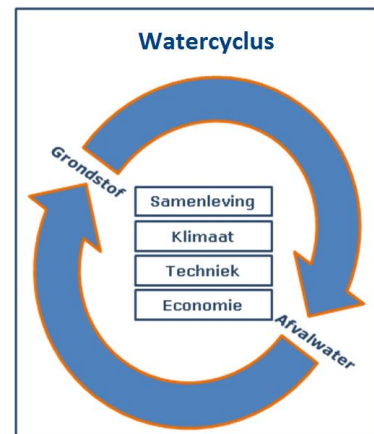 Watercyclus
Grondstof
Samenleving
Klimaat
Techniek
Economie
Afvalwater